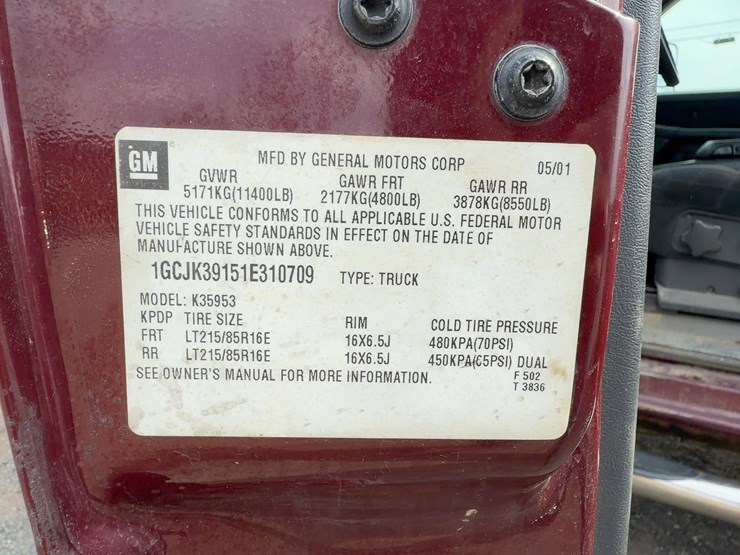 GM
MFD BY GENERAL MOTORS CORP 05/01
GVWR GAWR FRT GAWR RR
5171KG(11400LB) 2177KG(4800LB) 3878KG(8550LB)
THIS VEHICLE CONFORMS TO ALL APPLICABLE U.S. FEDERAL MOTOR
VEHICLE SAFETY STANDARDS IN EFFECT ON THE DATE OF
MANUFACTURE SHOWN ABOVE.
1GCJK39151E310709 TYPE: TRUCK
MODEL: K35953
KPDP TIRE SIZE RIM COLD TIRE PRESSURE
FRT LT215/85R16E 16X6.5J 480KPA(70PSI)
RR LT215/85R16E 16X6.5J 450KPA(65PSI) DUAL
SEE OWNER'S MANUAL FOR MORE INFORMATION. F 502
T 3836